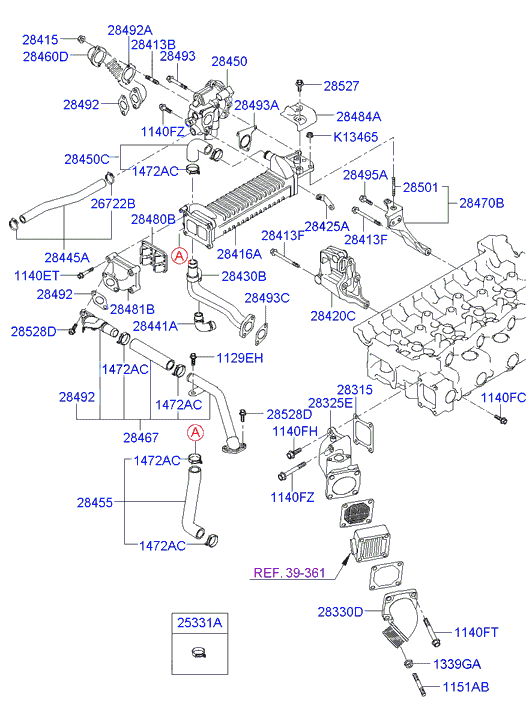 28492A
28415
28413B
28460D
28493
28450
28527
28492
28493A
28484A
1140FZ
K13465
28450C
1472AC
28495A
28501
26722B
28480B
28470B
28425A
28413F
28413F
28445A
A
28416A
1140ET
28430B
28492
28481B
28493C
28420C
28528D
28441A
1129EH
1472AC
28315
28492
28325E
1140FC
1472AC
28528D
28467
A
1140FH
1472AC
1140FZ
28455
1472AC
REF. 39-361
28330D
25331A
1140FT
1339GA
1151AB